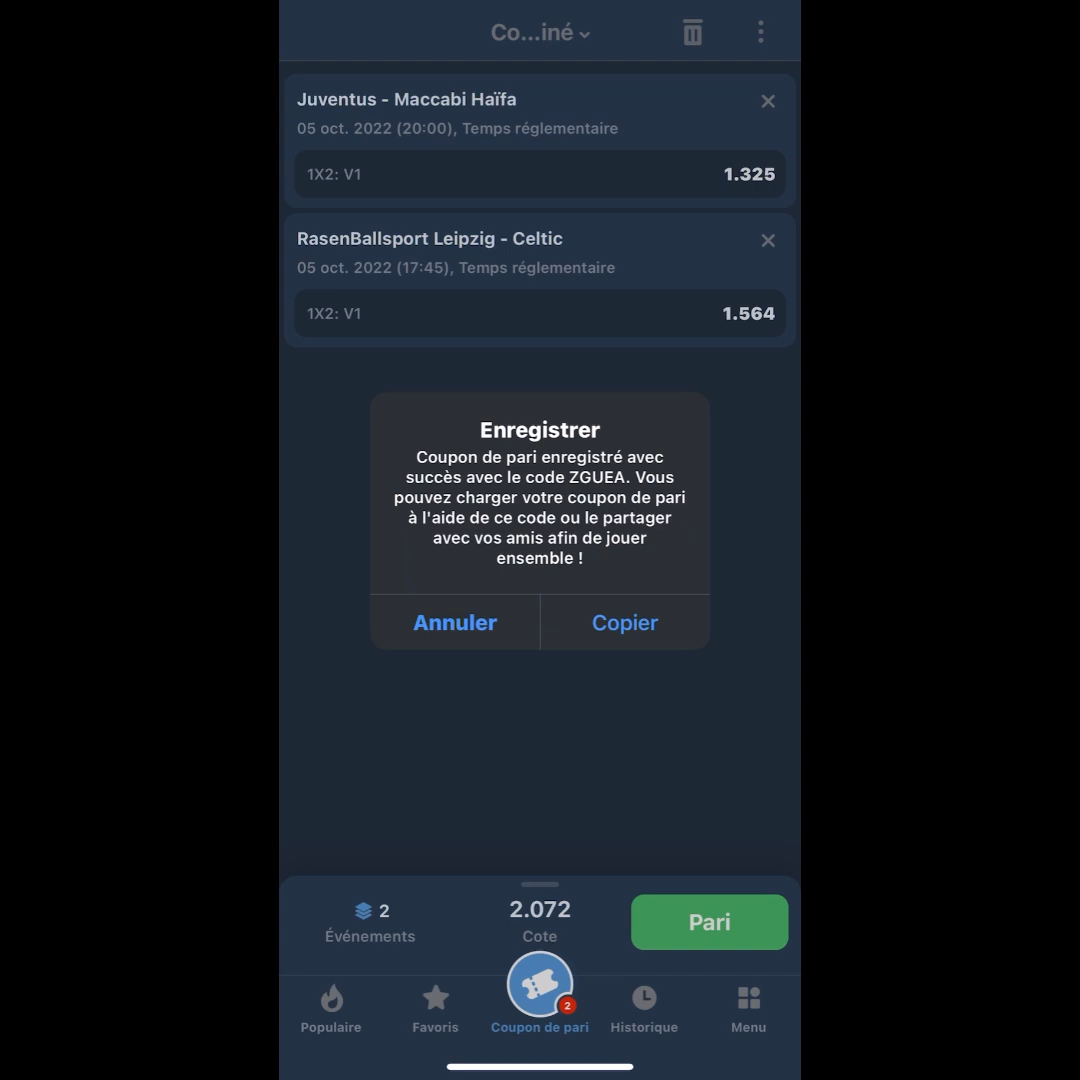 Co...iné
Juventus - Maccabi Haïfa
05 oct. 2022 (20:00), Temps réglementaire
1X2: V1
1.325
RasenBallsport Leipzig - Celtic
05 oct. 2022 (17:45), Temps réglementaire
1X2: V1
1.564
Enregistrer
Coupon de pari enregistré avec
succès avec le code ZGUEA. Vous
pouvez charger votre coupon de pari
à l'aide de ce code ou le partager
avec vos amis afin de jouer
ensemble !
Annuler
Copier
2
Événements
2.072
Cote
Pari
2
Populaire
Favoris
Coupon de pari
Historique
Menu